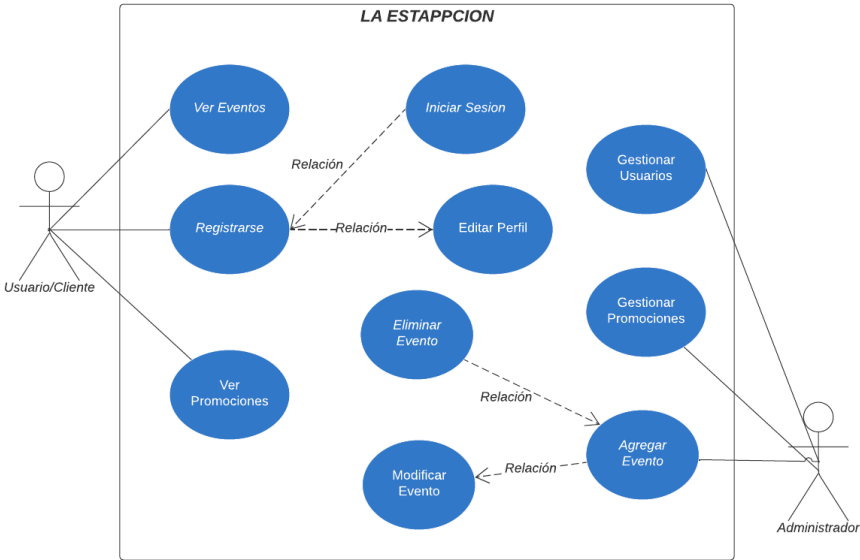 LA ESTAPPCION
Ver Eventos
Iniciar Sesion
Relación
Gestionar
Usuarios
Registrarse
Relación
Editar Perfil
Usuario/Cliente
Eliminar
Evento
Gestionar
Promociones
Ver
Promociones
Relación
Agregar
Evento
Modificar
Evento
Relación
Administrador